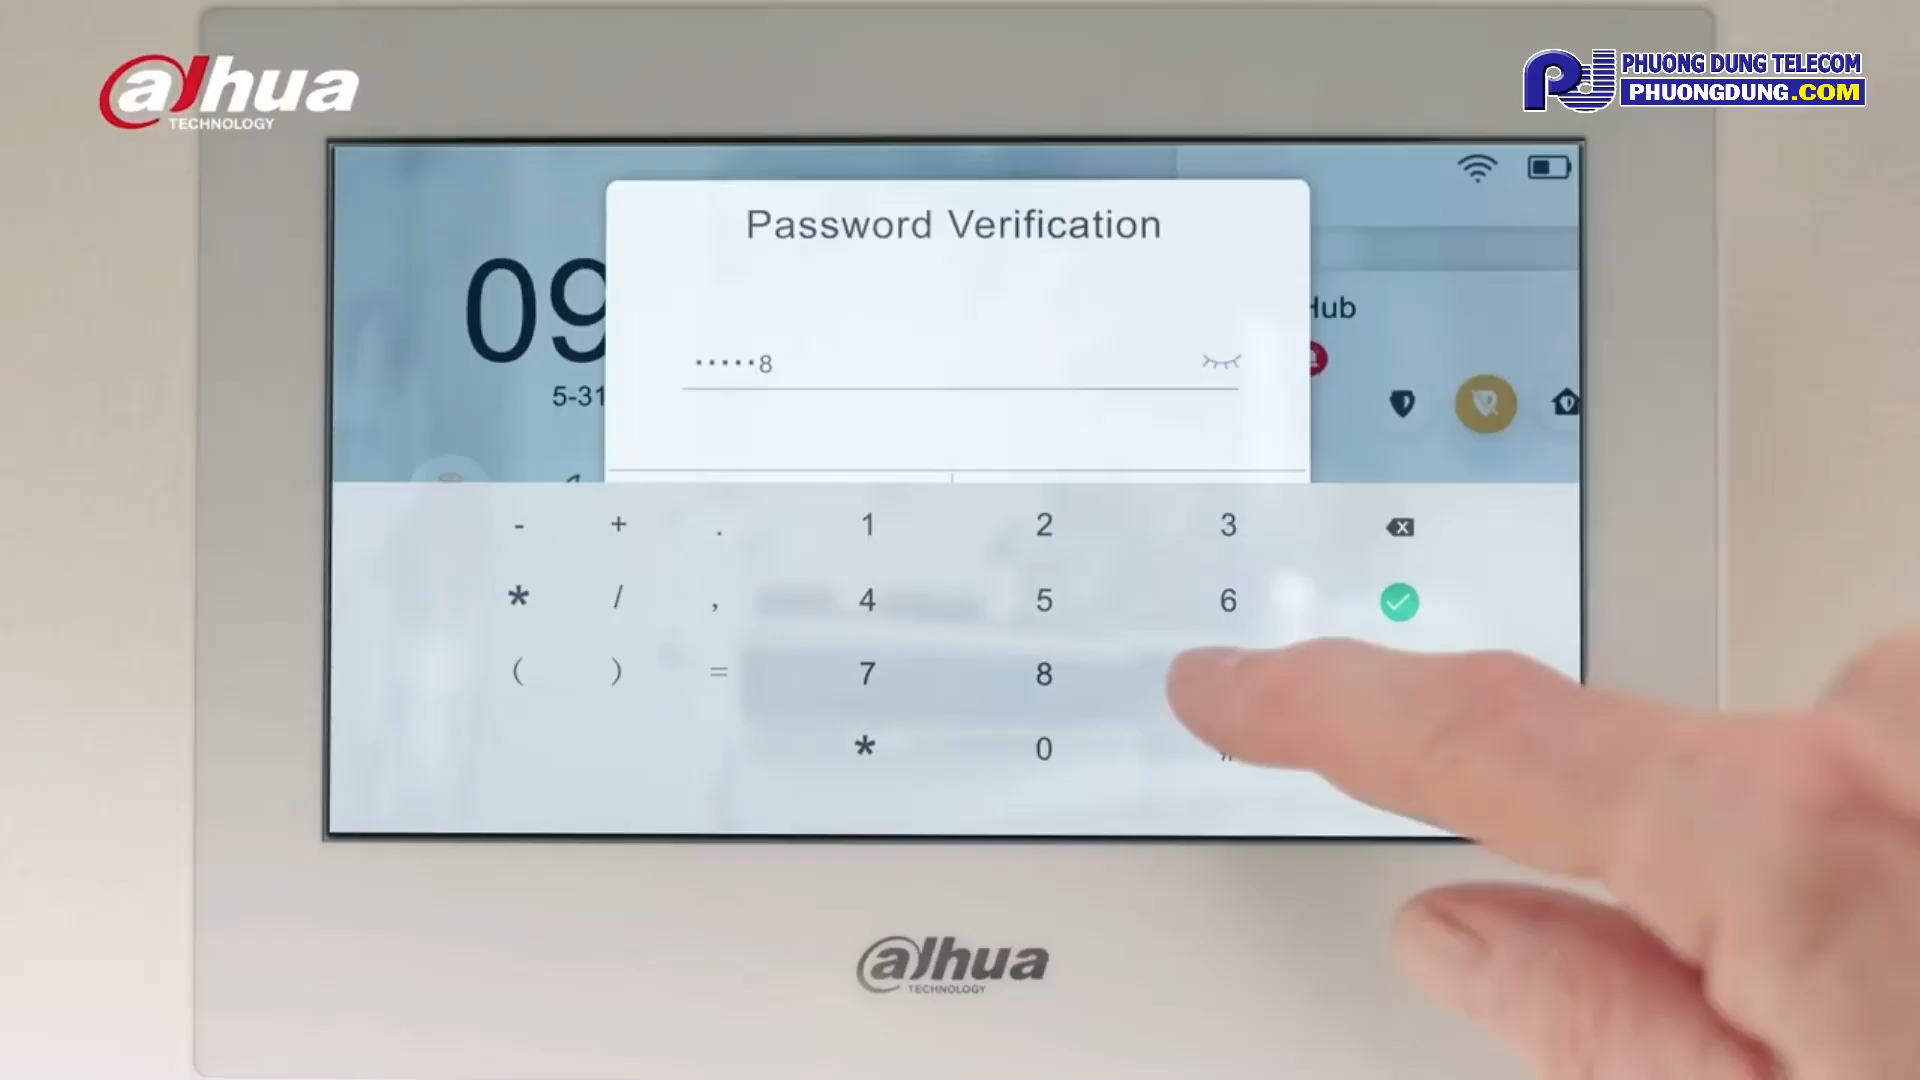 alhua
TECHNOLOGY
PHUONG DUNG TELECOM
PHUONGDUNG.COM
Password Verification
09
Hub
•••••8
5-31
- + . 1 2 3
* / , 4 5 6
( ) = 7 8
* 0
alhua
TECHNOLOGY